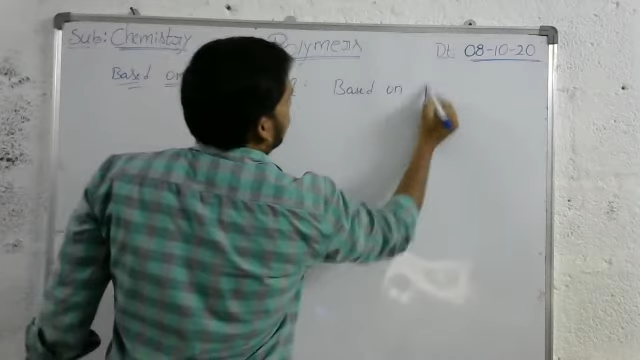 Sub: Chemistry Polymers Dt: 08-10-20
Based on : Based on